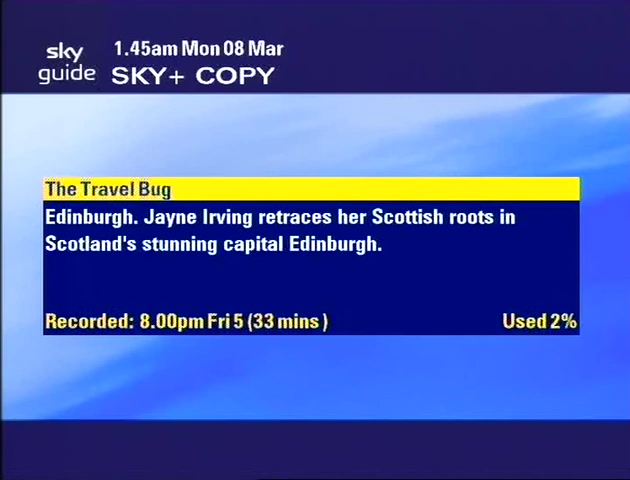 sky guide
1.45am Mon 08 Mar
SKY+ COPY
The Travel Bug
Edinburgh. Jayne Irving retraces her Scottish roots in
Scotland's stunning capital Edinburgh.
Recorded: 8.00pm Fri 5 (33 mins ) Used 2%